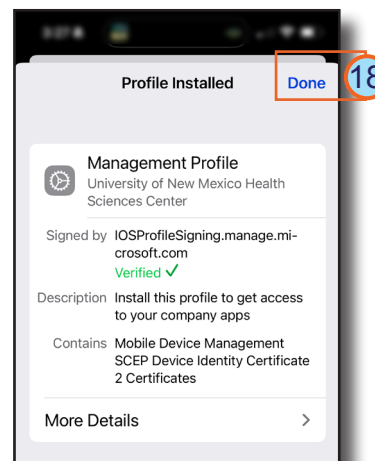 Profile Installed Done
18
Management Profile
University of New Mexico Health
Sciences Center
Signed by IOSProfileSigning.manage.mi-
crosoft.com
Verified
Description Install this profile to get access
to your company apps
Contains Mobile Device Management
SCEP Device Identity Certificate
2 Certificates
More Details